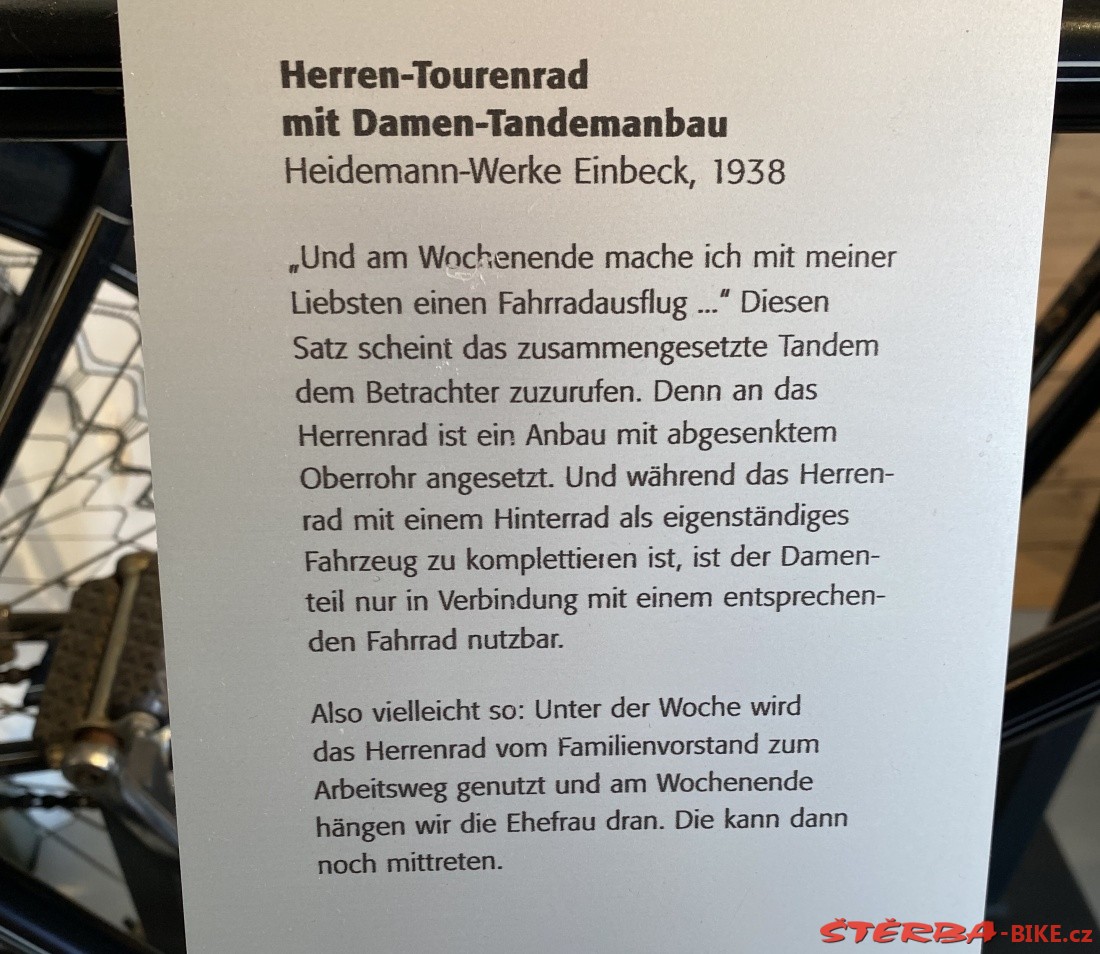 Herren-Tourenrad
mit Damen-Tandemanbau
Heidemann-Werke Einbeck, 1938
„Und am Wochenende mache ich mit meiner
Liebsten einen Fahrradausflug ...“ Diesen
Satz scheint das zusammengesetzte Tandem
dem Betrachter zuzurufen. Denn an das
Herrenrad ist ein Anbau mit abgesenktem
Oberrohr angesetzt. Und während das Herren-
rad mit einem Hinterrad als eigenständiges
Fahrzeug zu komplettieren ist, ist der Damen-
teil nur in Verbindung mit einem entsprechen-
den Fahrrad nutzbar.
Also vielleicht so: Unter der Woche wird
das Herrenrad vom Familienvorstand zum
Arbeitsweg genutzt und am Wochenende
hängen wir die Ehefrau dran. Die kann dann
noch mittreten.
ŠTĚRBA-BIKE.cz